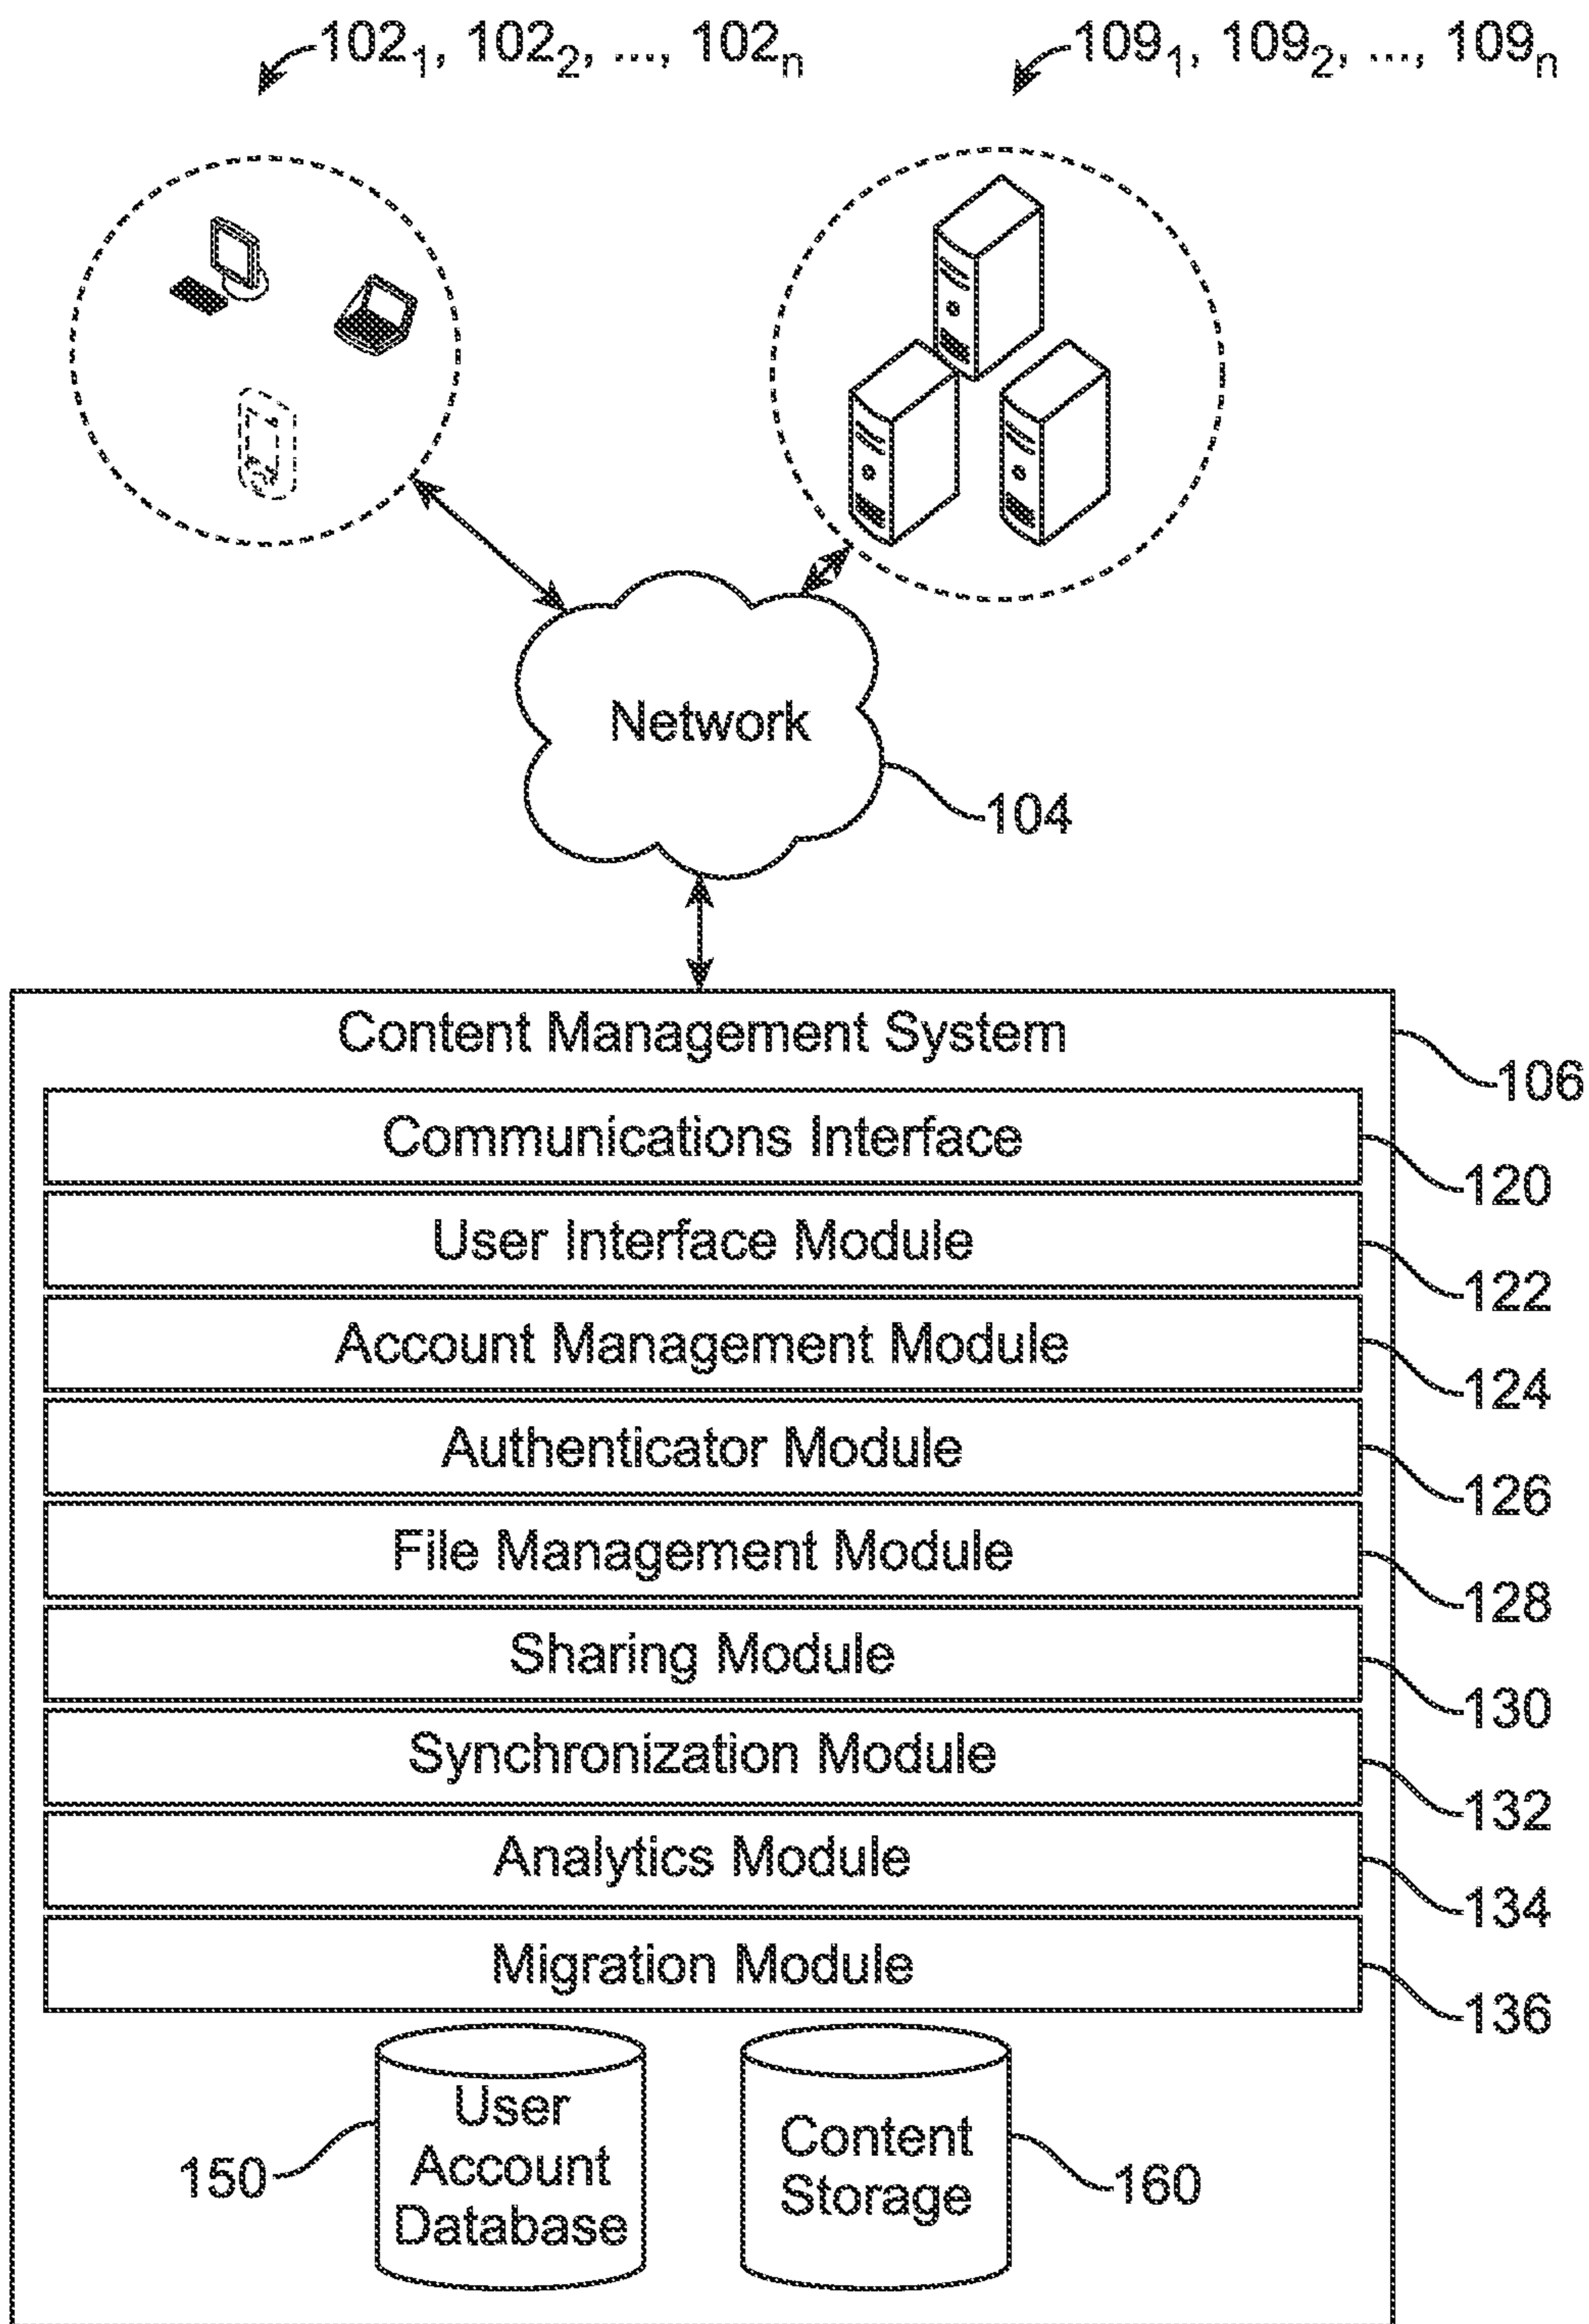 102₁, 102₂, ..., 102ₙ
109₁, 109₂, ..., 109ₙ
Network
104
Content Management System
106
Communications Interface
120
User Interface Module
122
Account Management Module
124
Authenticator Module
126
File Management Module
128
Sharing Module
130
Synchronization Module
132
Analytics Module
134
Migration Module
136
150
User
Account
Database
Content
Storage
160